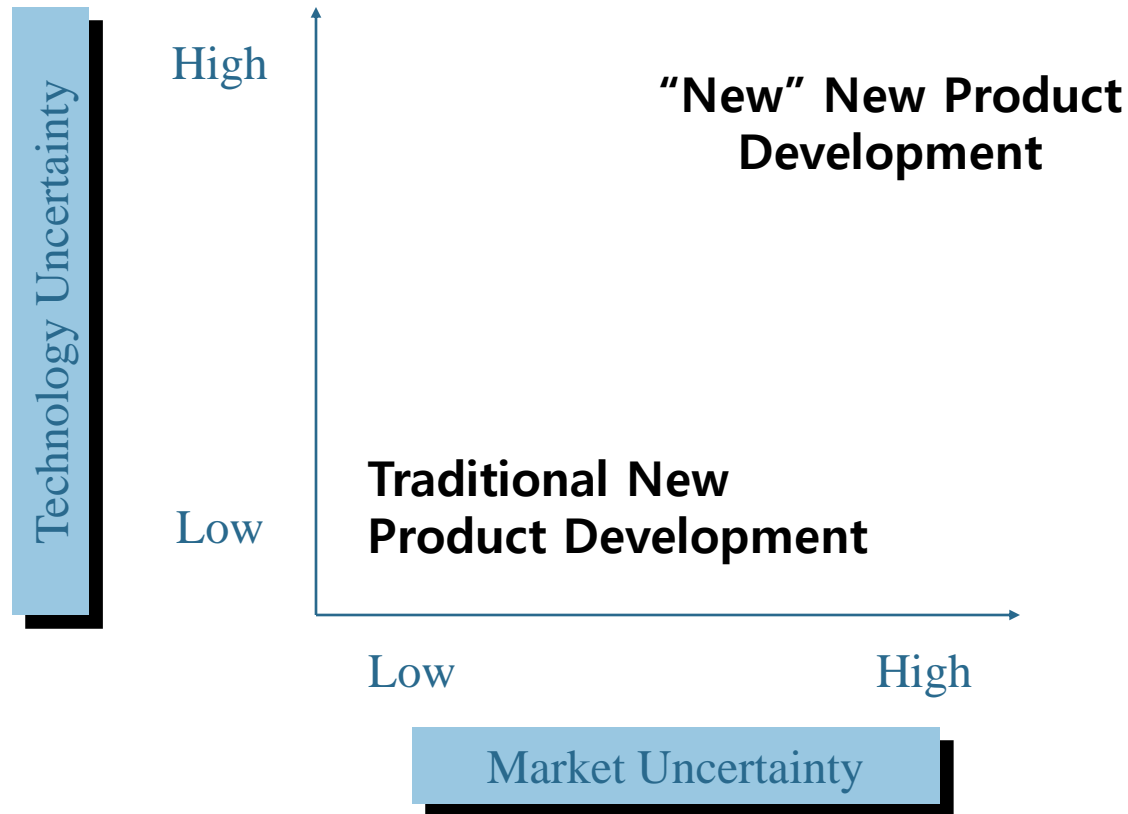 Technology Uncertainty
High
“New” New Product
Development
Traditional New
Product Development
Low
Low
High
Market Uncertainty